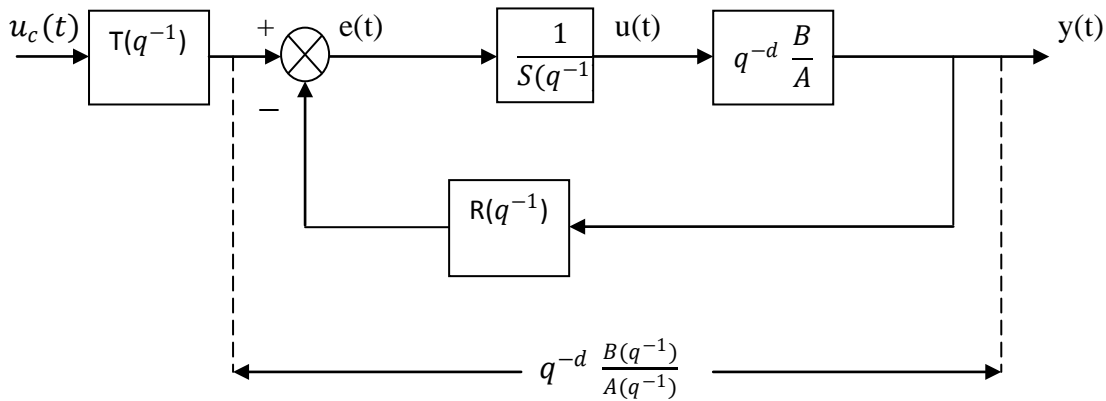 u_c(t)
T(q⁻¹)
+
−
e(t)
1
S(q⁻¹
u(t)
q⁻ᵈ B/A
y(t)
R(q⁻¹)
q⁻ᵈ B(q⁻¹)/A(q⁻¹)